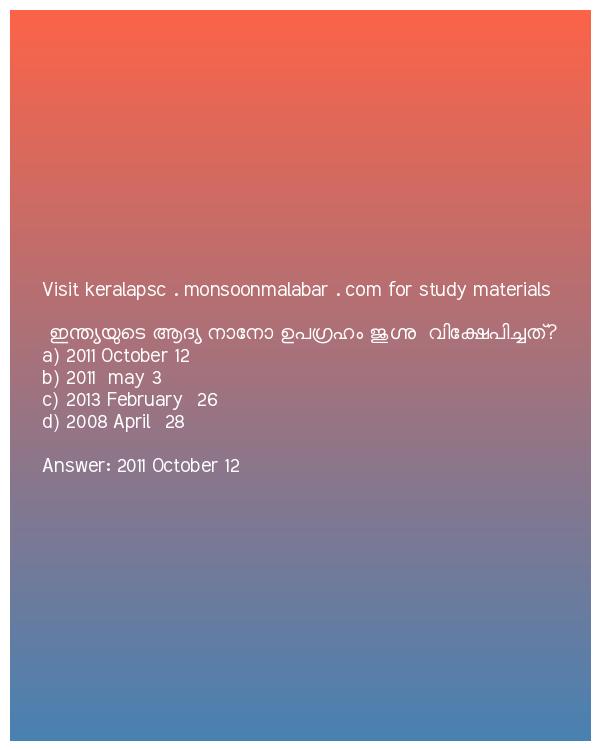 Visit keralapsc . monsoonmalabar . com for study materials
ഇന്ത്യയുടെ ആദ്യ നാനോ ഉപഗ്രഹം ജുഗ്നു വിക്ഷേപിച്ചത്?
a) 2011 October 12
b) 2011 may 3
c) 2013 February 26
d) 2008 April 28
Answer: 2011 October 12